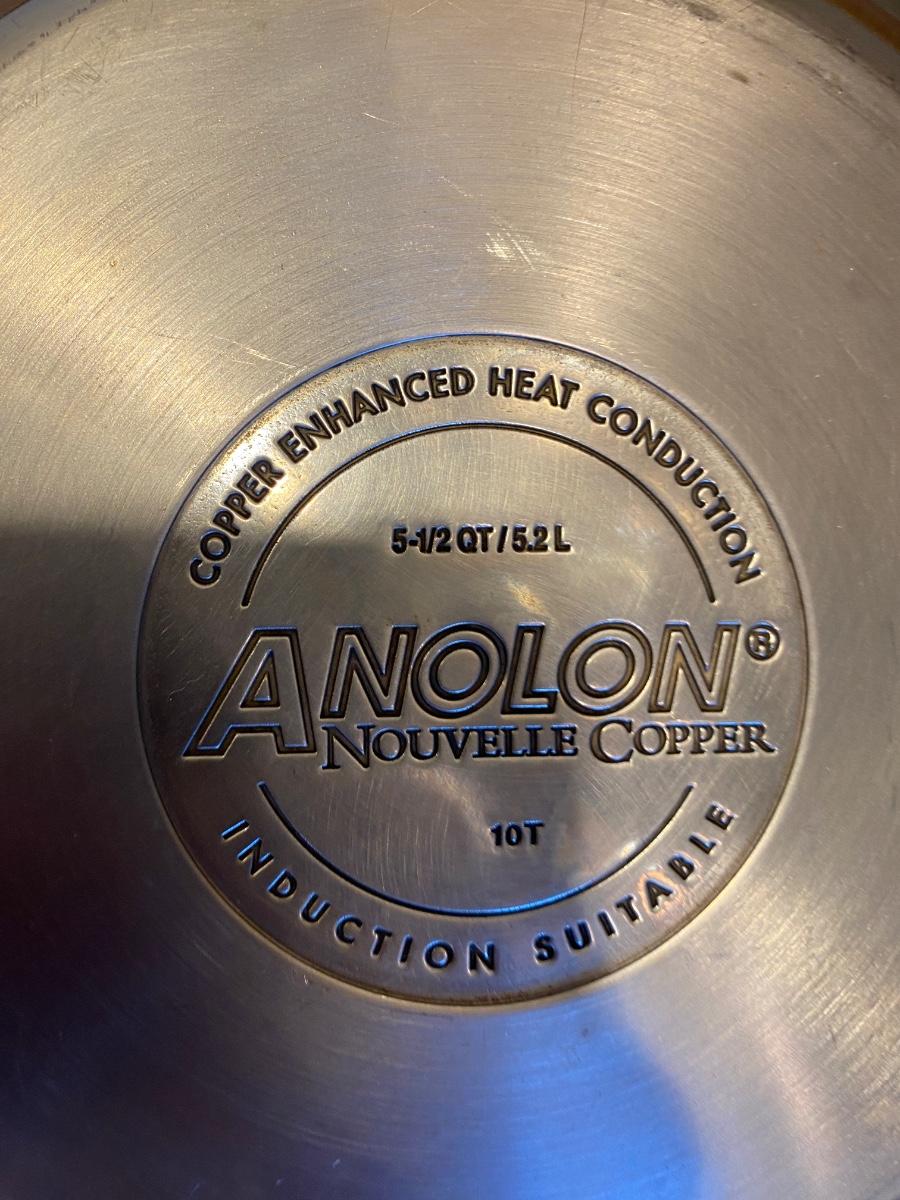 COPPER ENHANCED HEAT CONDUCTION
5-1/2 QT / 5.2 L
ANOLON®
NOUVELLE COPPER
10T
INDUCTION SUITABLE